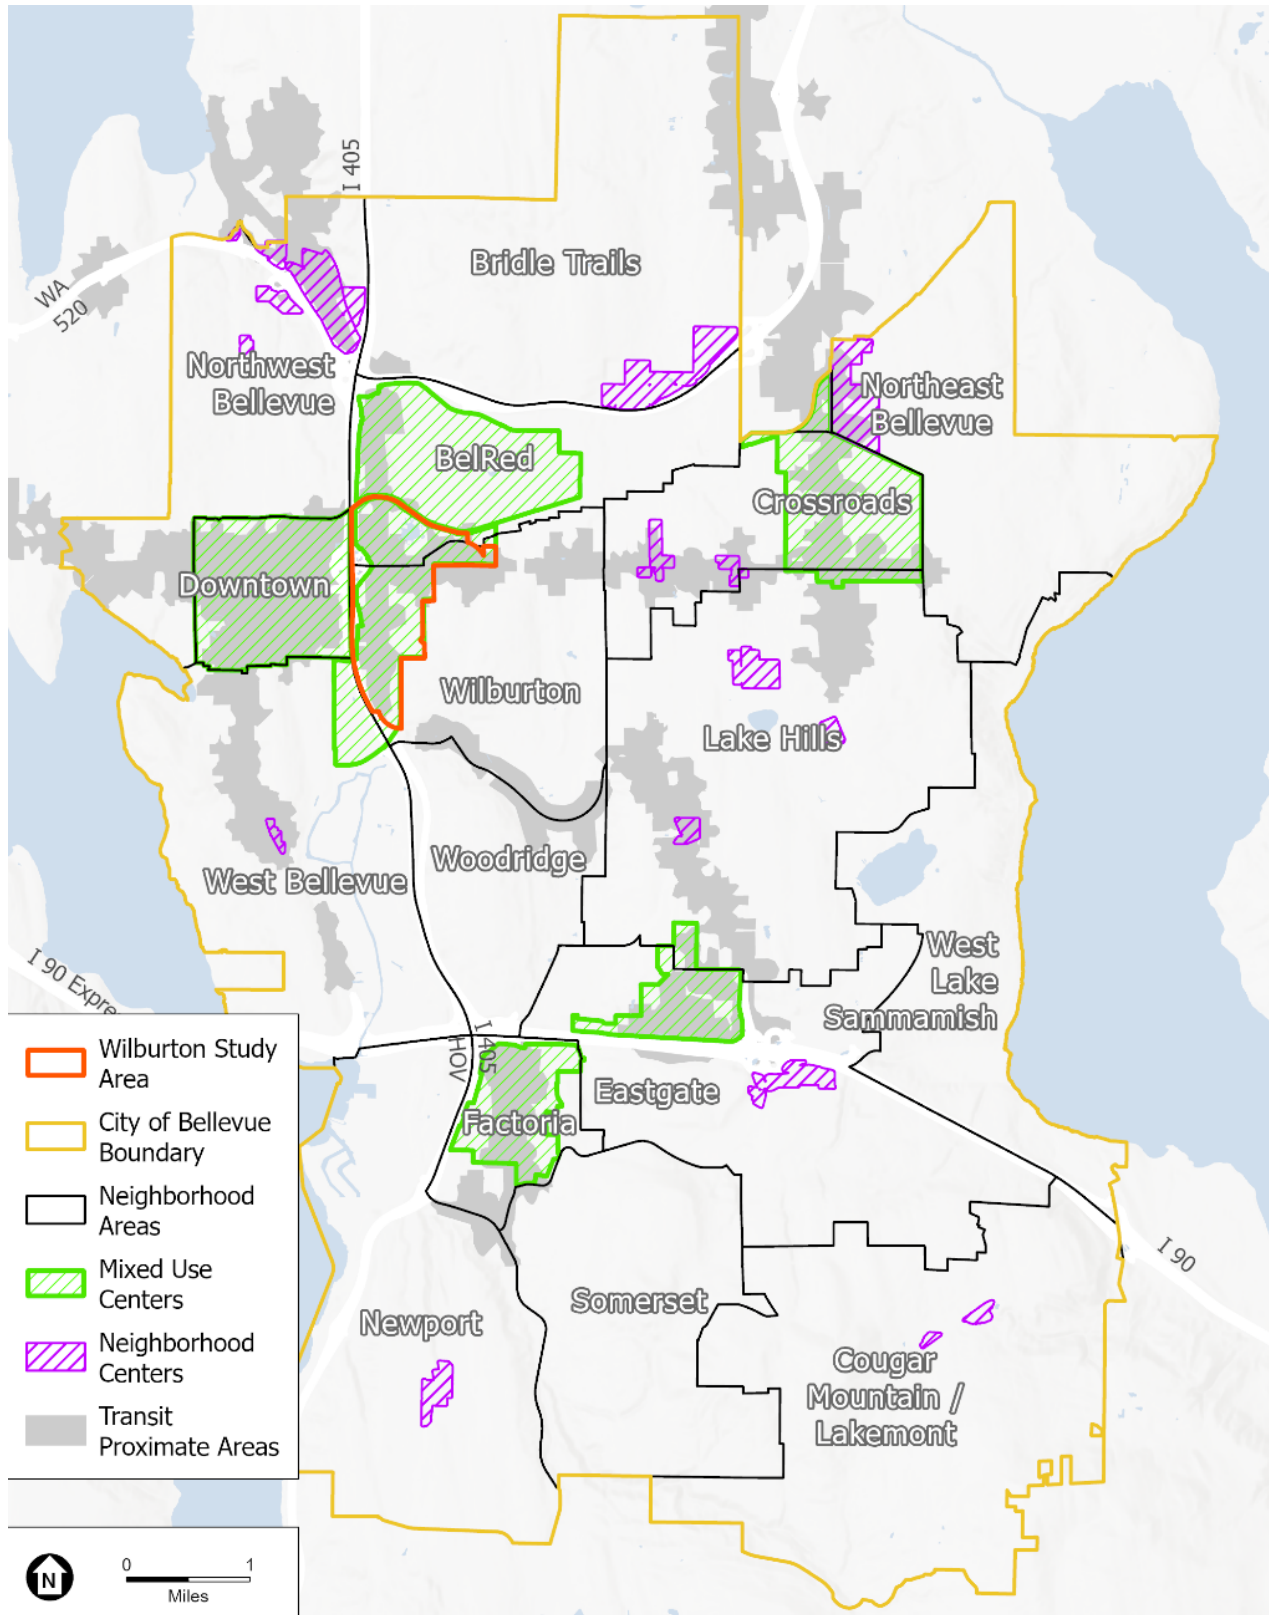 I 405
WA
520
Bridle Trails
Northwest
Bellevue
Northeast
Bellevue
BelRed
Crossroads
Downtown
Wilburton
Lake Hills
Woodridge
West Bellevue
West
Lake
Sammamish
I 90 Expre
I 405
HOV
Eastgate
Factoria
I 90
Somerset
Newport
Cougar
Mountain /
Lakemont
Wilburton Study
Area
City of Bellevue
Boundary
Neighborhood
Areas
Mixed Use
Centers
Neighborhood
Centers
Transit
Proximate Areas
N
0 1
Miles